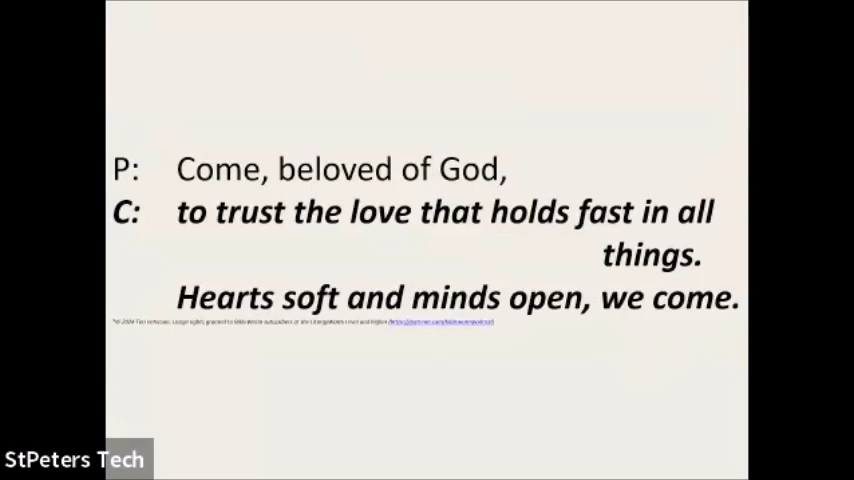 P: Come, beloved of God,
C: to trust the love that holds fast in all
things.
Hearts soft and minds open, we come.
StPeters Tech